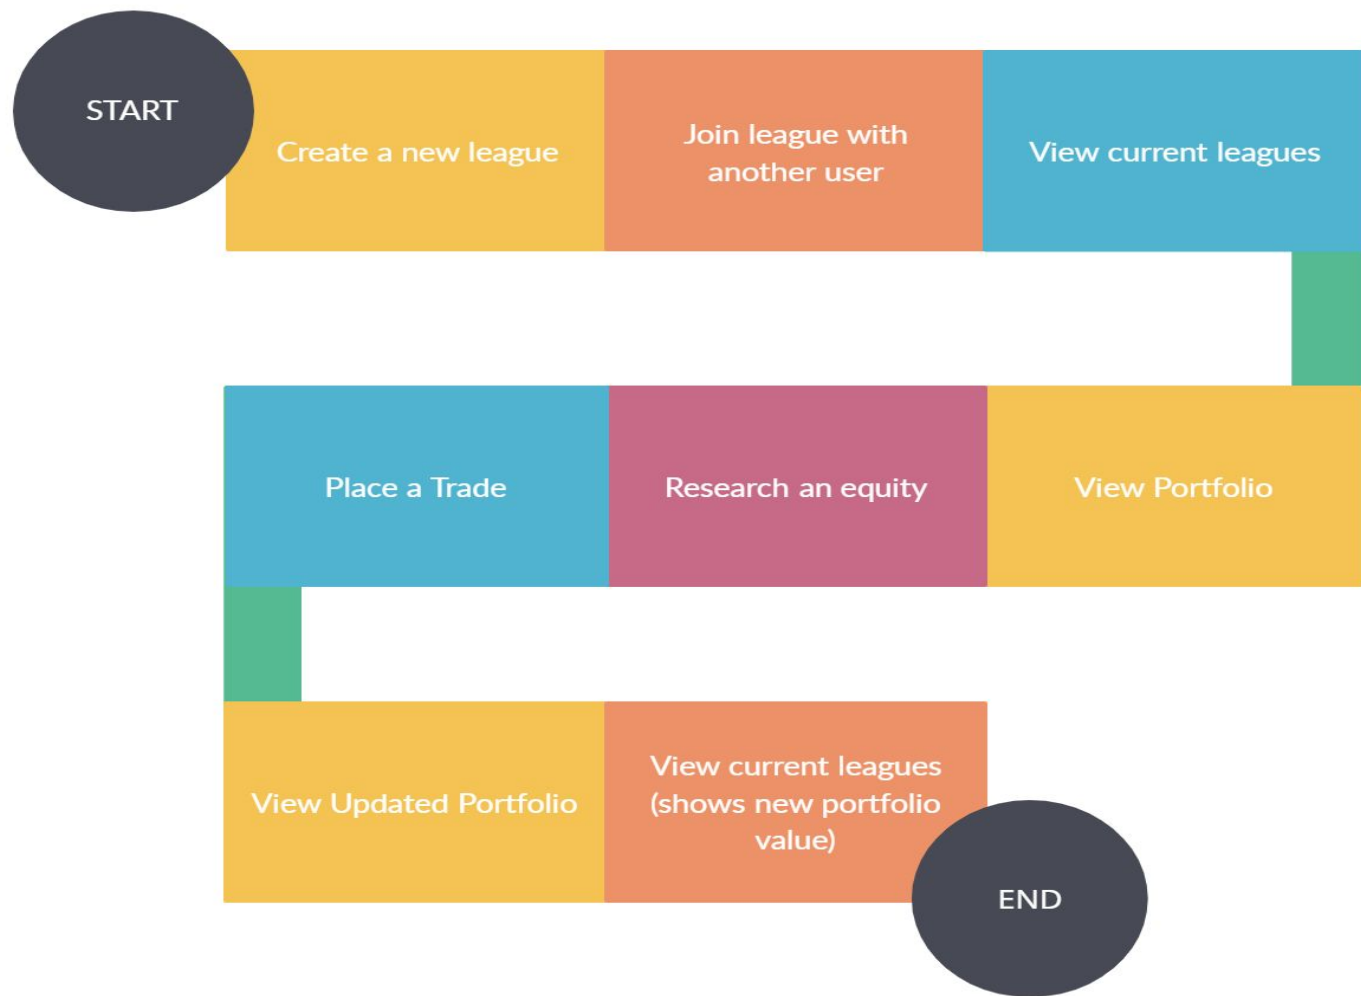 START
Create a new league
Join league with
another user
View current leagues
Place a Trade
Research an equity
View Portfolio
View Updated Portfolio
View current leagues
(shows new portfolio
value)
END